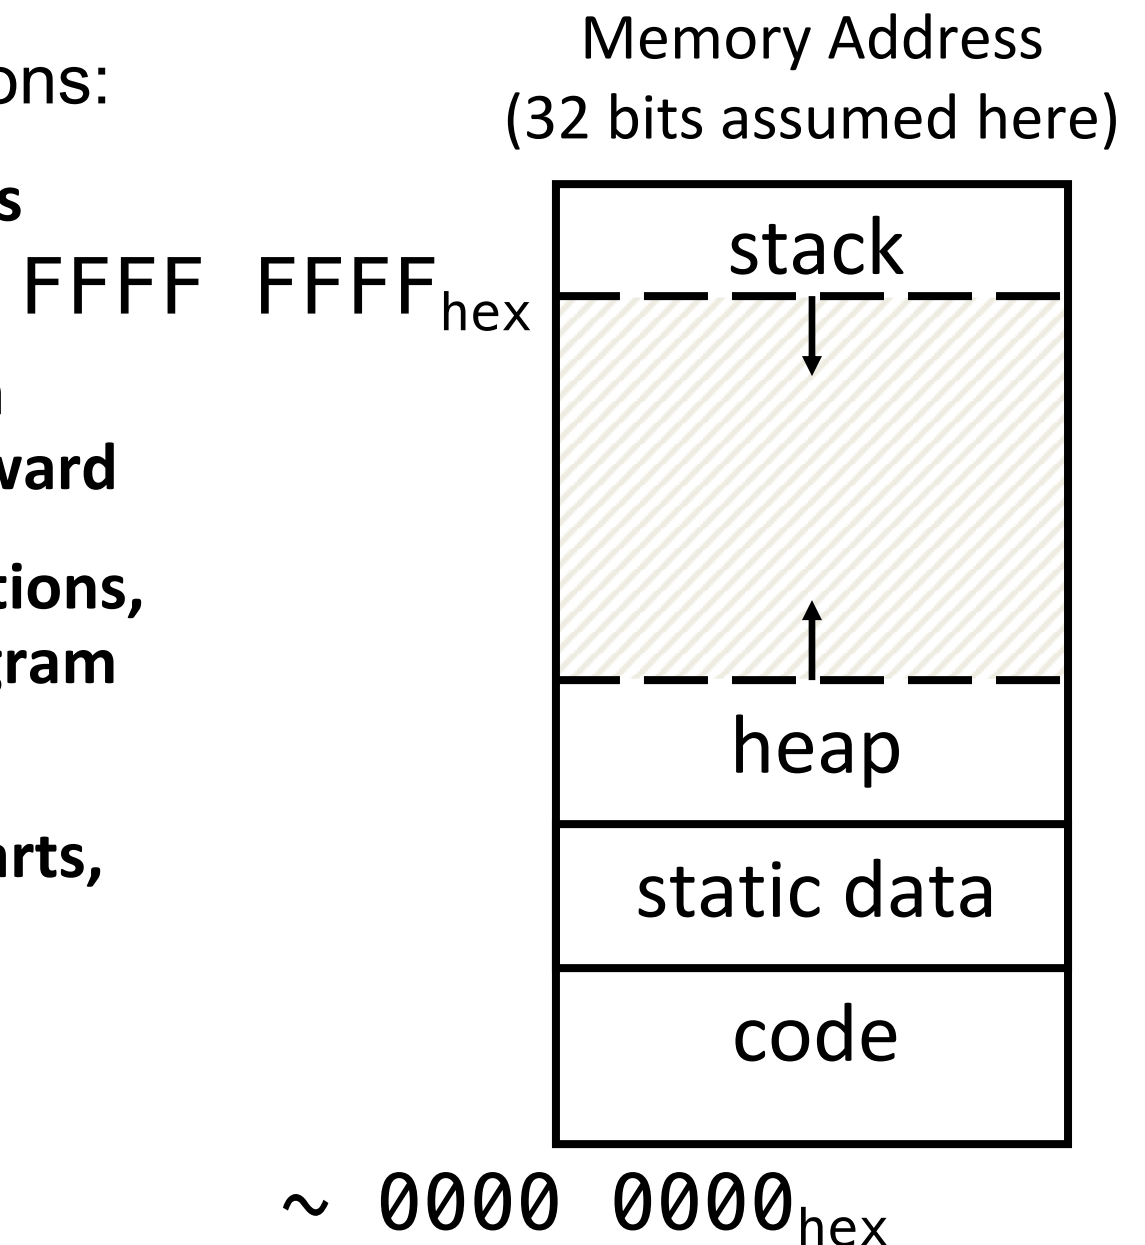 Memory Address
(32 bits assumed here)
ons:
s
FFFF FFFFhex
ward
tions,
gram
arts,
stack
heap
static data
code
~ 0000 0000hex